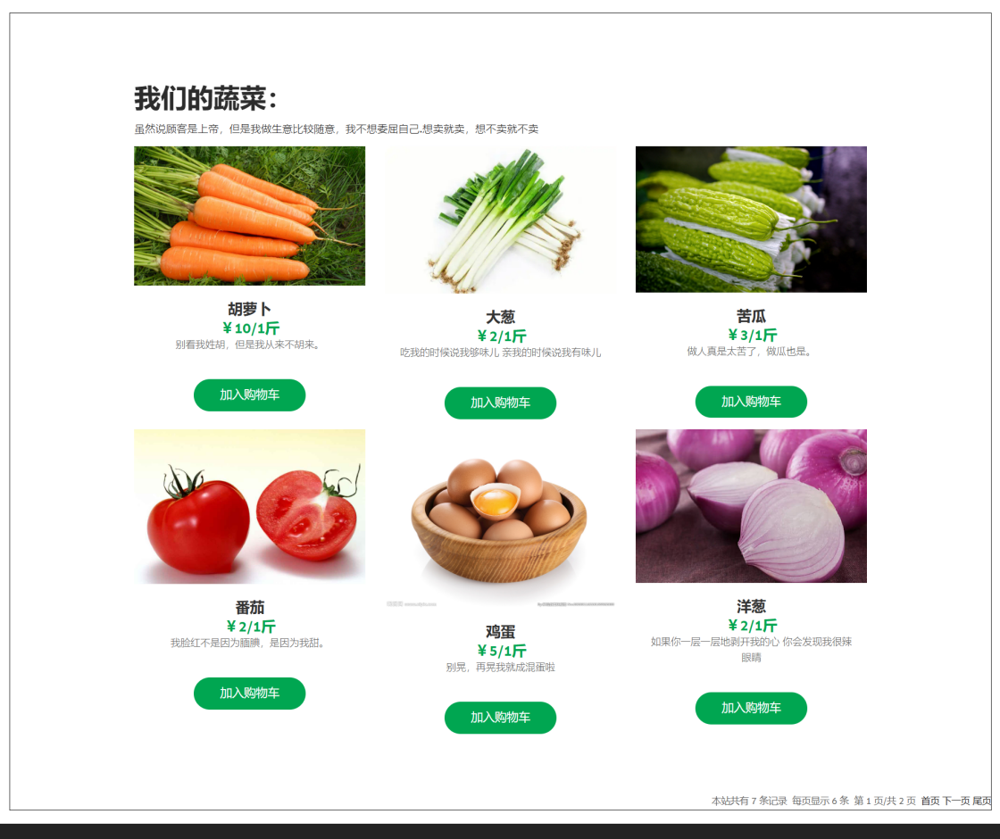 我们的蔬菜：
虽然说顾客是上帝，但是我做生意比较随意，我不想委屈自己.想卖就卖，想不卖就不卖
胡萝卜
￥10/1斤
别看我姓胡，但是我从来不胡来。
加入购物车
大葱
￥2/1斤
吃我的时候说我够味儿 亲我的时候说我有味儿
加入购物车
苦瓜
￥3/1斤
做人真是太苦了，做瓜也是。
加入购物车
番茄
￥2/1斤
我脸红不是因为腼腆，是因为我甜。
加入购物车
鸡蛋
￥5/1斤
别晃，再晃我就成混蛋啦
加入购物车
洋葱
￥2/1斤
如果你一层一层地剥开我的心 你会发现我很辣
眼睛
加入购物车
本站共有 7 条记录 每页显示 6 条 第 1 页/共 2 页 首页 下一页 尾页